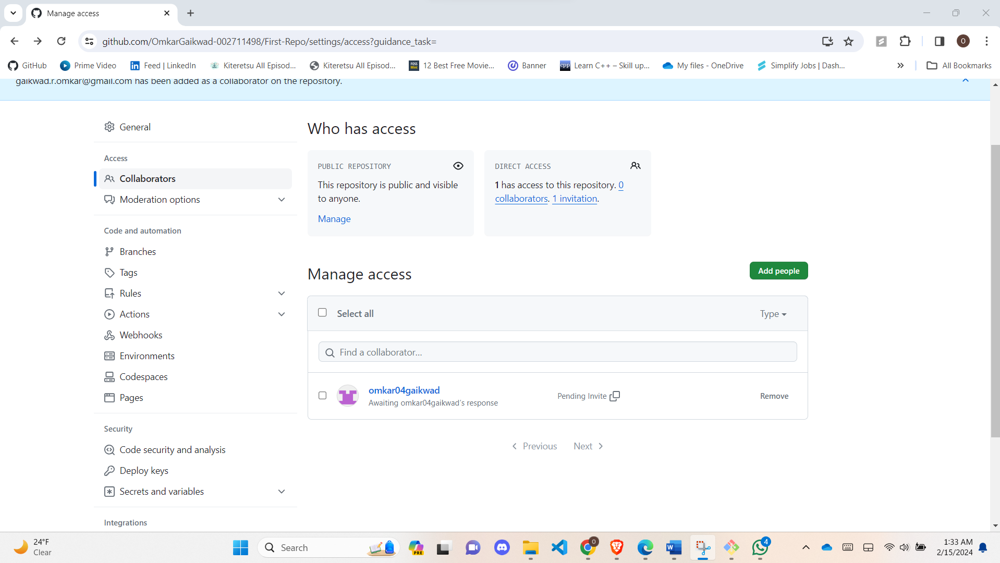 Manage access
github.com/OmkarGaikwad-002711498/First-Repo/settings/access?guidance_task=
O
GitHub Prime Video Feed | LinkedIn Kiteretsu All Episod... Kiteretsu All Episod... FOSS Mint 12 Best Free Movie... Banner cpp Learn C++ – Skill up... My files - OneDrive Simplify Jobs | Dash... All Bookmarks
gaikwad.r.omkar@gmail.com has been added as a collaborator on the repository.
General
Access
Collaborators
Moderation options
Code and automation
Branches
Tags
Rules
Actions
Webhooks
Environments
Codespaces
Pages
Security
Code security and analysis
Deploy keys
Secrets and variables
Integrations
Who has access
PUBLIC REPOSITORY
This repository is public and visible
to anyone.
Manage
DIRECT ACCESS
1 has access to this repository. 0
collaborators. 1 invitation.
Manage access
Add people
Select all
Type
Find a collaborator...
omkar04gaikwad
Awaiting omkar04gaikwad's response
Pending Invite
Remove
Previous Next
24°F
Clear
Search
PRE
O
4
1:33 AM
2/15/2024